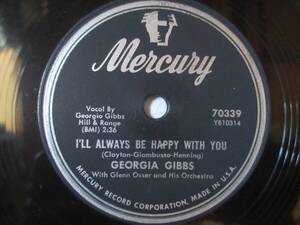 Mercury
Vocal By
Georgia Gibbs
Hill & Range
(BMI) 2:36
70339
YB10314
I'LL ALWAYS BE HAPPY WITH YOU
(Clayton-Giambusso-Henning)
GEORGIA GIBBS
With Glenn Osser and His Orchestra
MERCURY RECORD CORPORATION, MADE IN U.S.A.